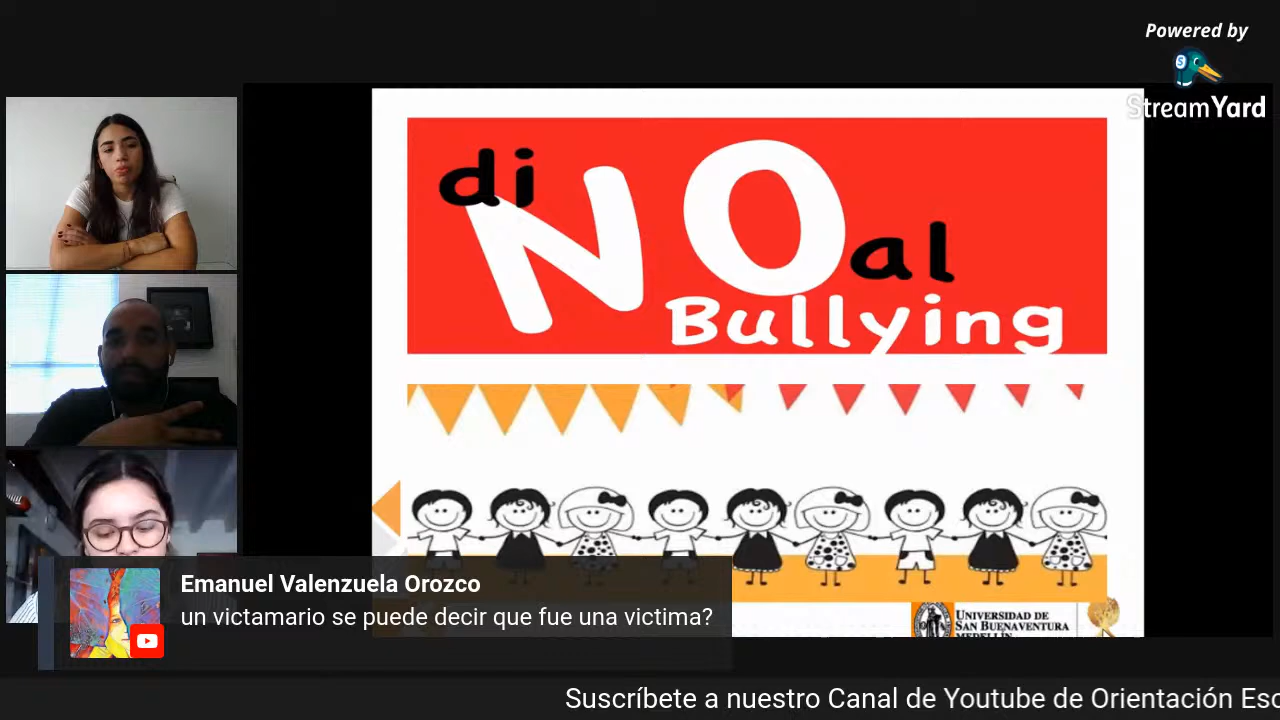 Powered by
StreamYard
di
NO
al
Bullying
UNIVERSIDAD DE
SAN BUENAVENTURA
MEDELLÍN
Emanuel Valenzuela Orozco
un victamario se puede decir que fue una victima?
Suscríbete a nuestro Canal de Youtube de Orientación Esc